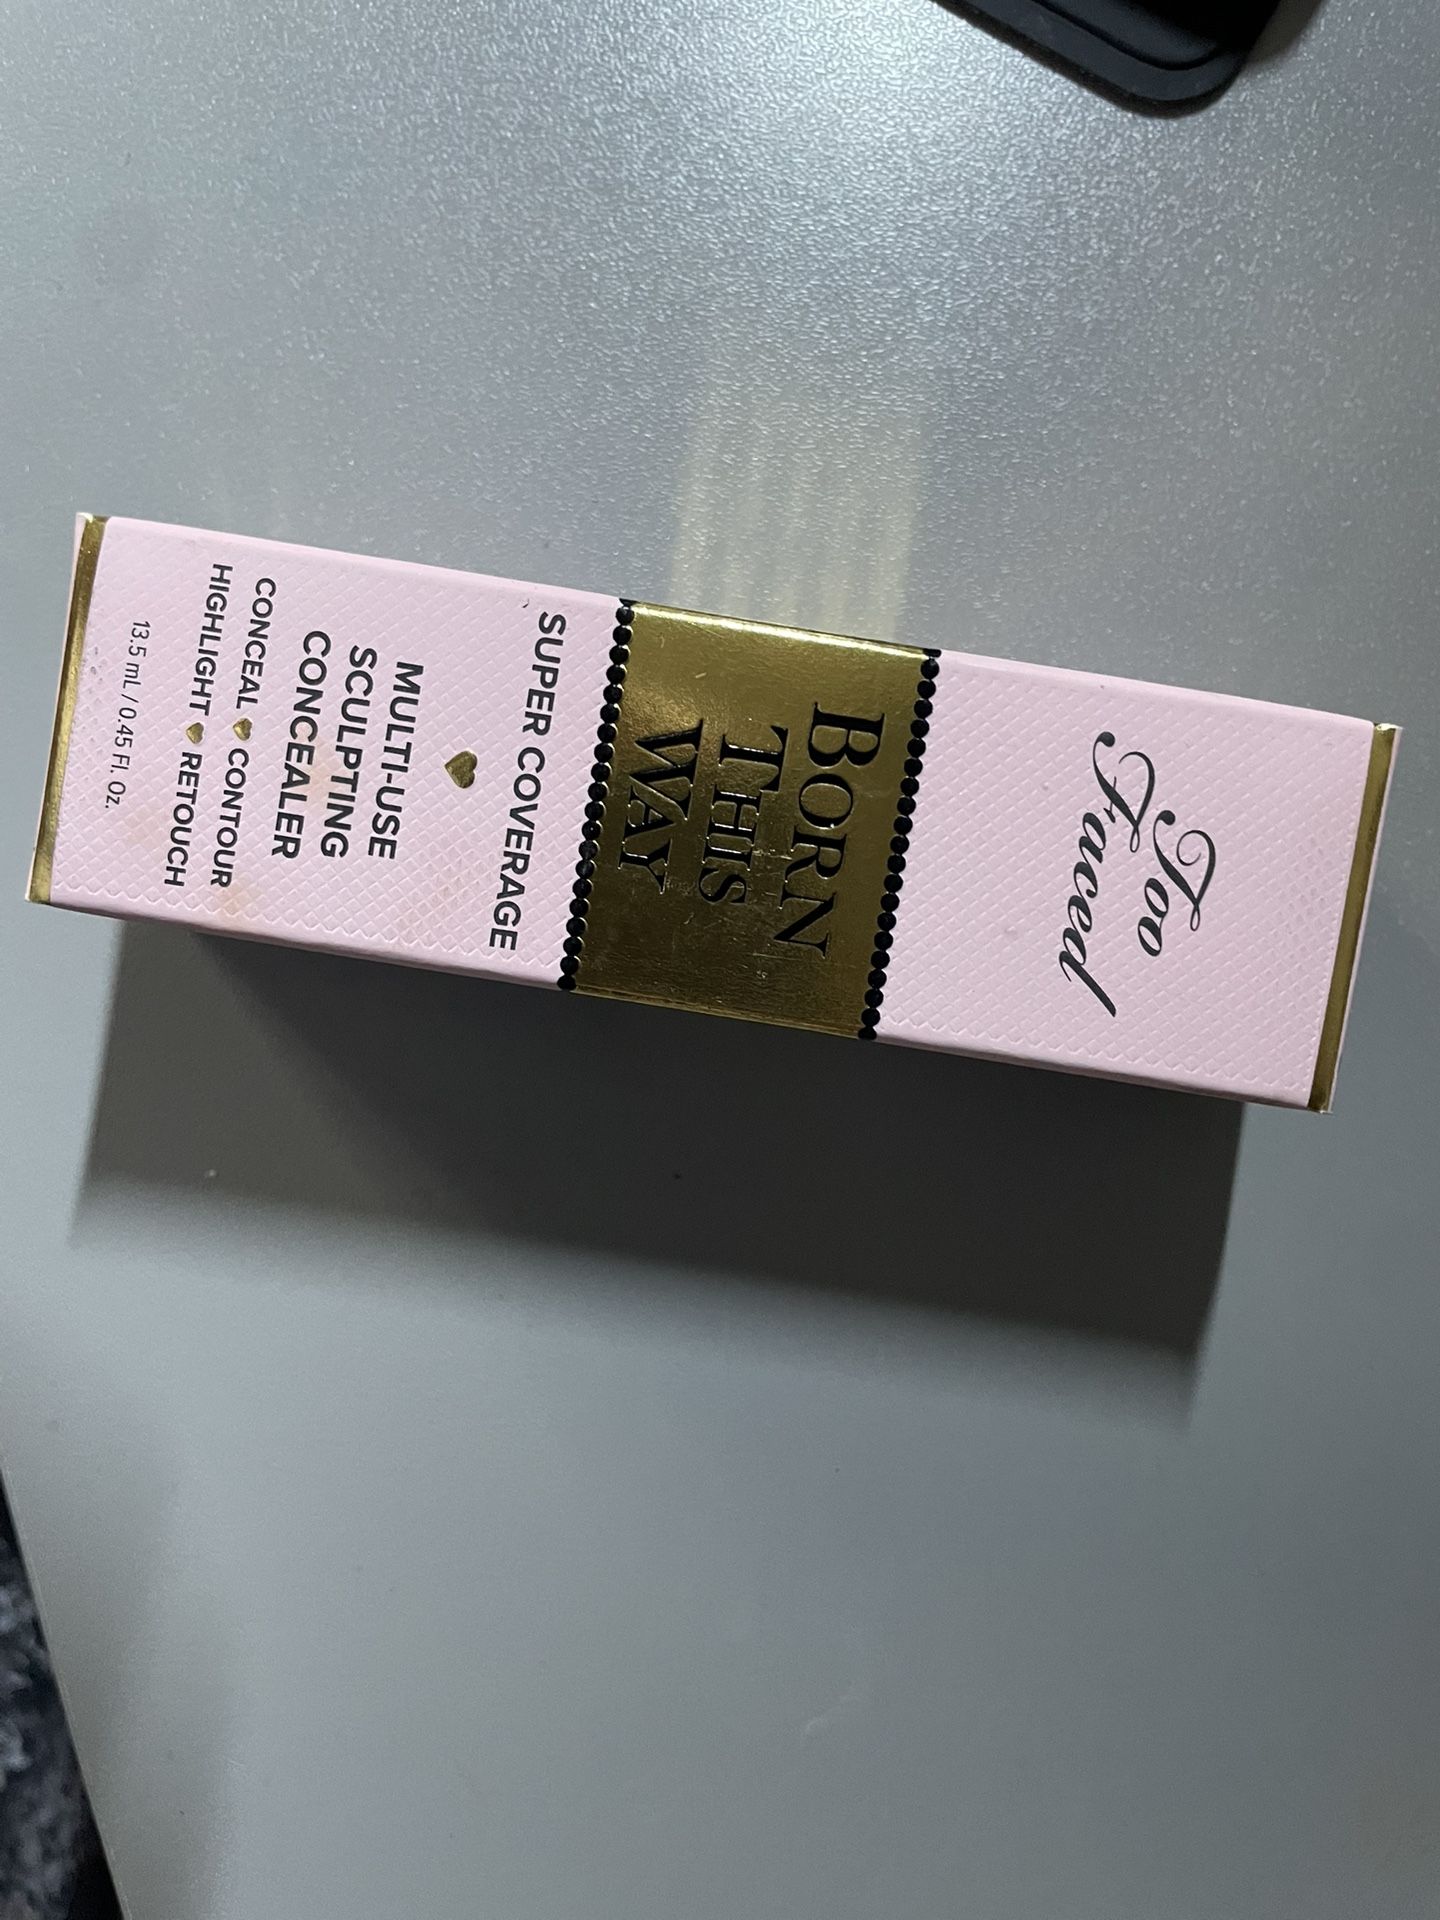 Too
Faced
BORN
THIS
WAY
SUPER COVERAGE
MULTI-USE
SCULPTING
CONCEALER
CONCEAL CONTOUR
HIGHLIGHT RETOUCH
13.5 mL / 0.45 Fl. Oz.